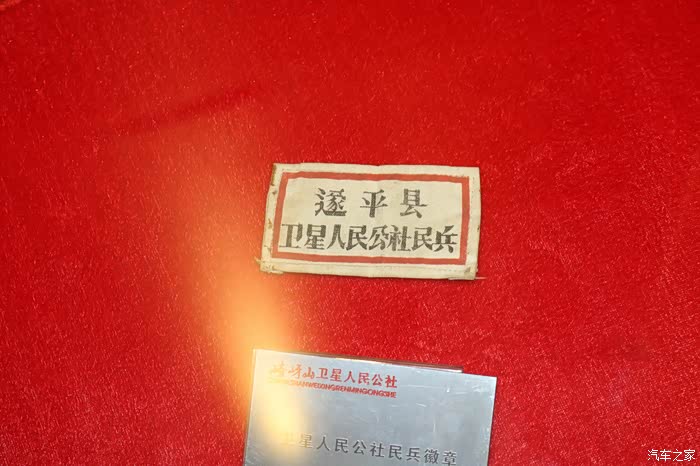 遂平县
卫星人民公社民兵
嵖岈山卫星人民公社
卫星人民公社民兵徽章
汽车之家